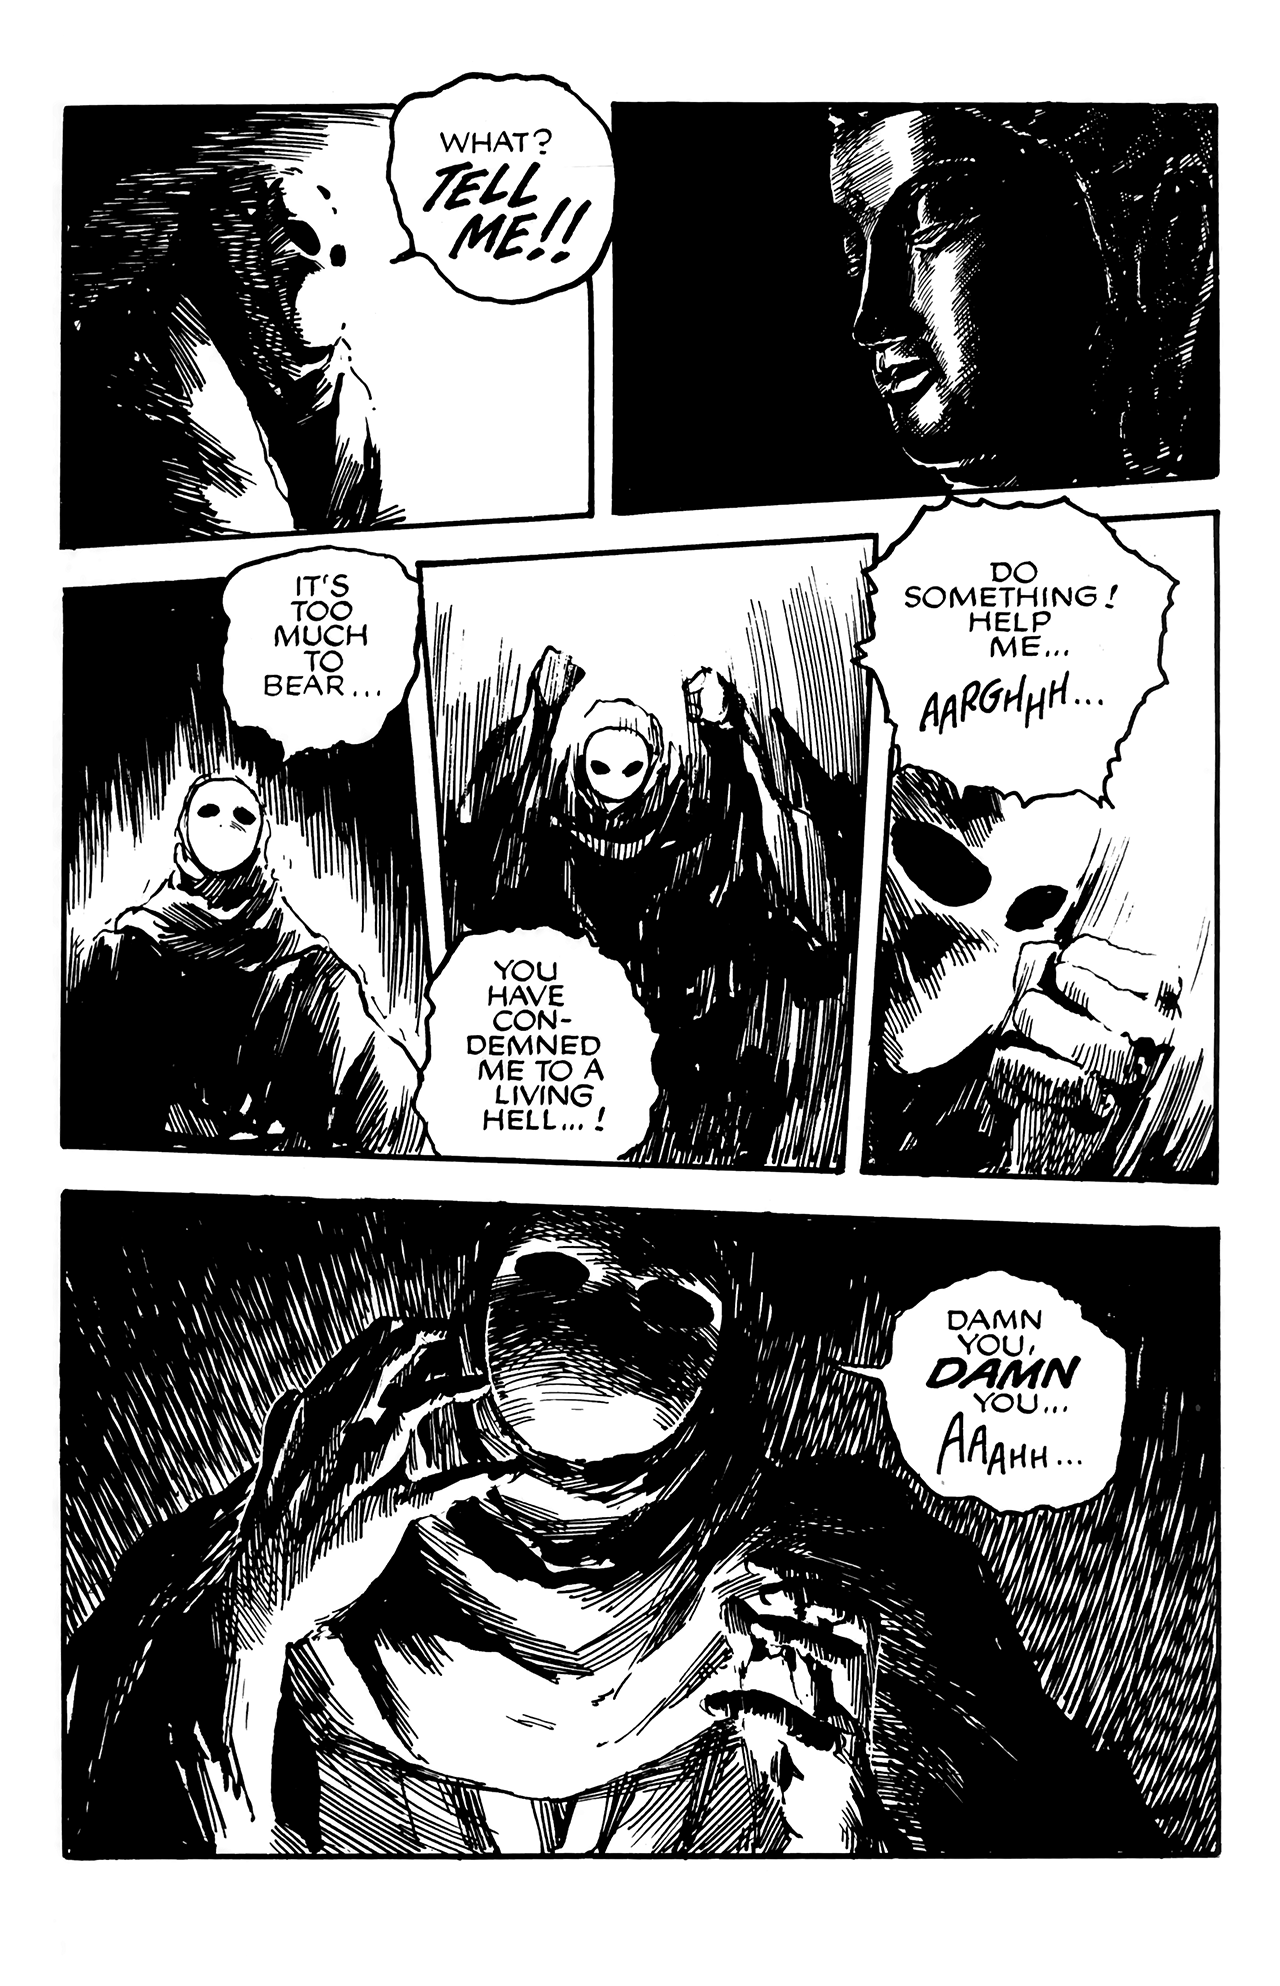 WHAT?
TELL
ME!!
IT'S
TOO
MUCH
TO
BEAR...
YOU
HAVE
CON-
DEMNED
ME TO A
LIVING
HELL...!
DO
SOMETHING!
HELP
ME...
AARGHHH...
DAMN
YOU,
DAMN
YOU...
AAAHH...